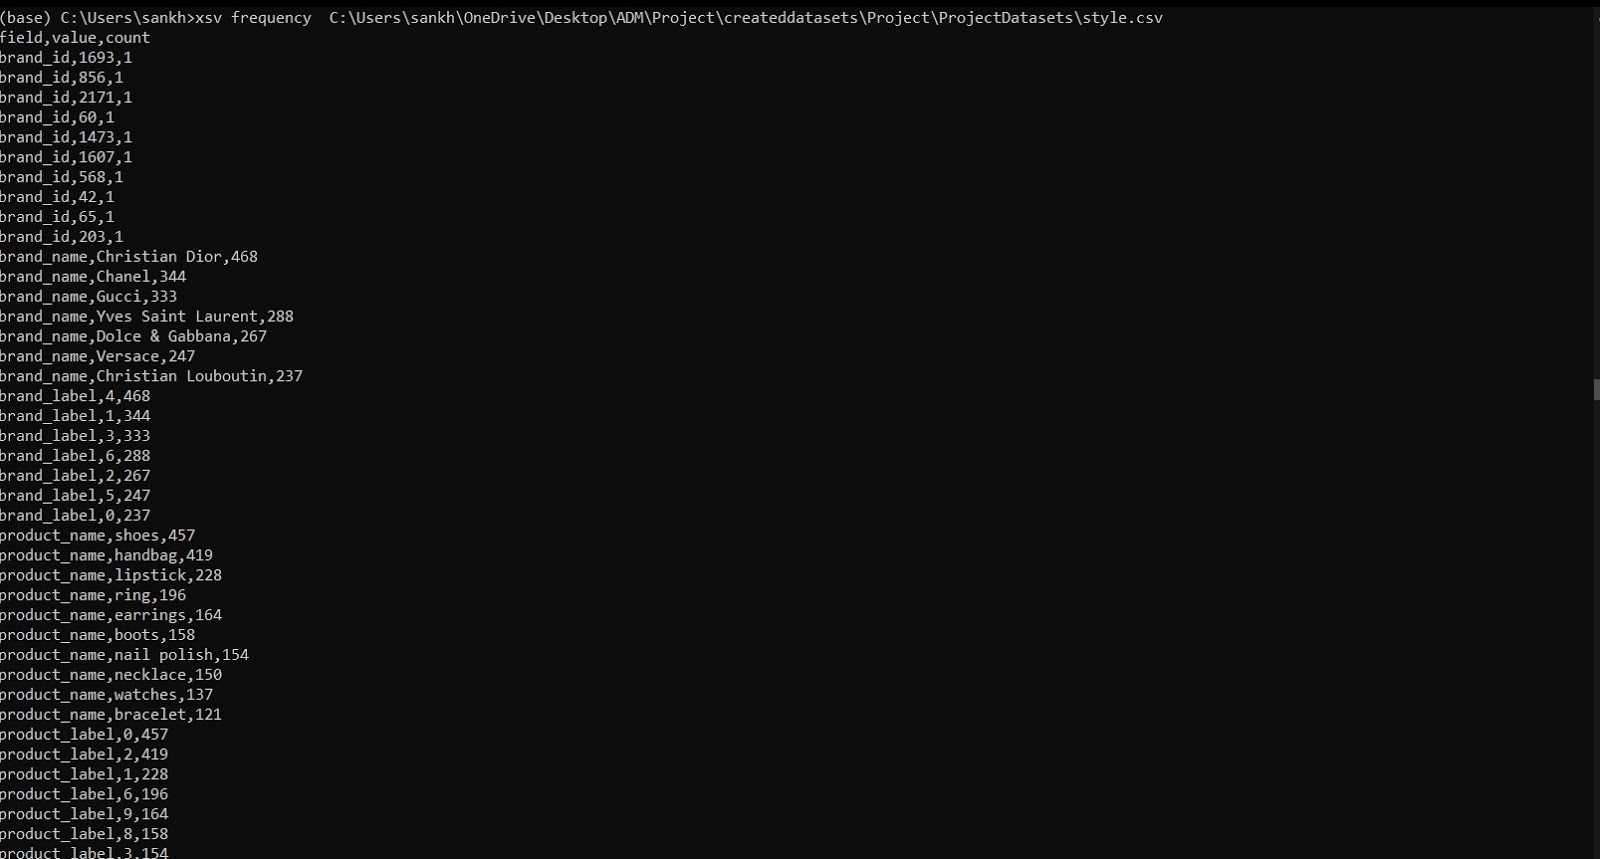 (base) C:\Users\sankh>xsv frequency  C:\Users\sankh\OneDrive\Desktop\ADM\Project\createddatasets\Project\ProjectDatasets\style.csv
field,value,count
brand_id,1693,1
brand_id,856,1
brand_id,2171,1
brand_id,60,1
brand_id,1473,1
brand_id,1607,1
brand_id,568,1
brand_id,42,1
brand_id,65,1
brand_id,203,1
brand_name,Christian Dior,468
brand_name,Chanel,344
brand_name,Gucci,333
brand_name,Yves Saint Laurent,288
brand_name,Dolce & Gabbana,267
brand_name,Versace,247
brand_name,Christian Louboutin,237
brand_label,4,468
brand_label,1,344
brand_label,3,333
brand_label,6,288
brand_label,2,267
brand_label,5,247
brand_label,0,237
product_name,shoes,457
product_name,handbag,419
product_name,lipstick,228
product_name,ring,196
product_name,earrings,164
product_name,boots,158
product_name,nail polish,154
product_name,necklace,150
product_name,watches,137
product_name,bracelet,121
product_label,0,457
product_label,2,419
product_label,1,228
product_label,6,196
product_label,9,164
product_label,8,158
product_label,3,154